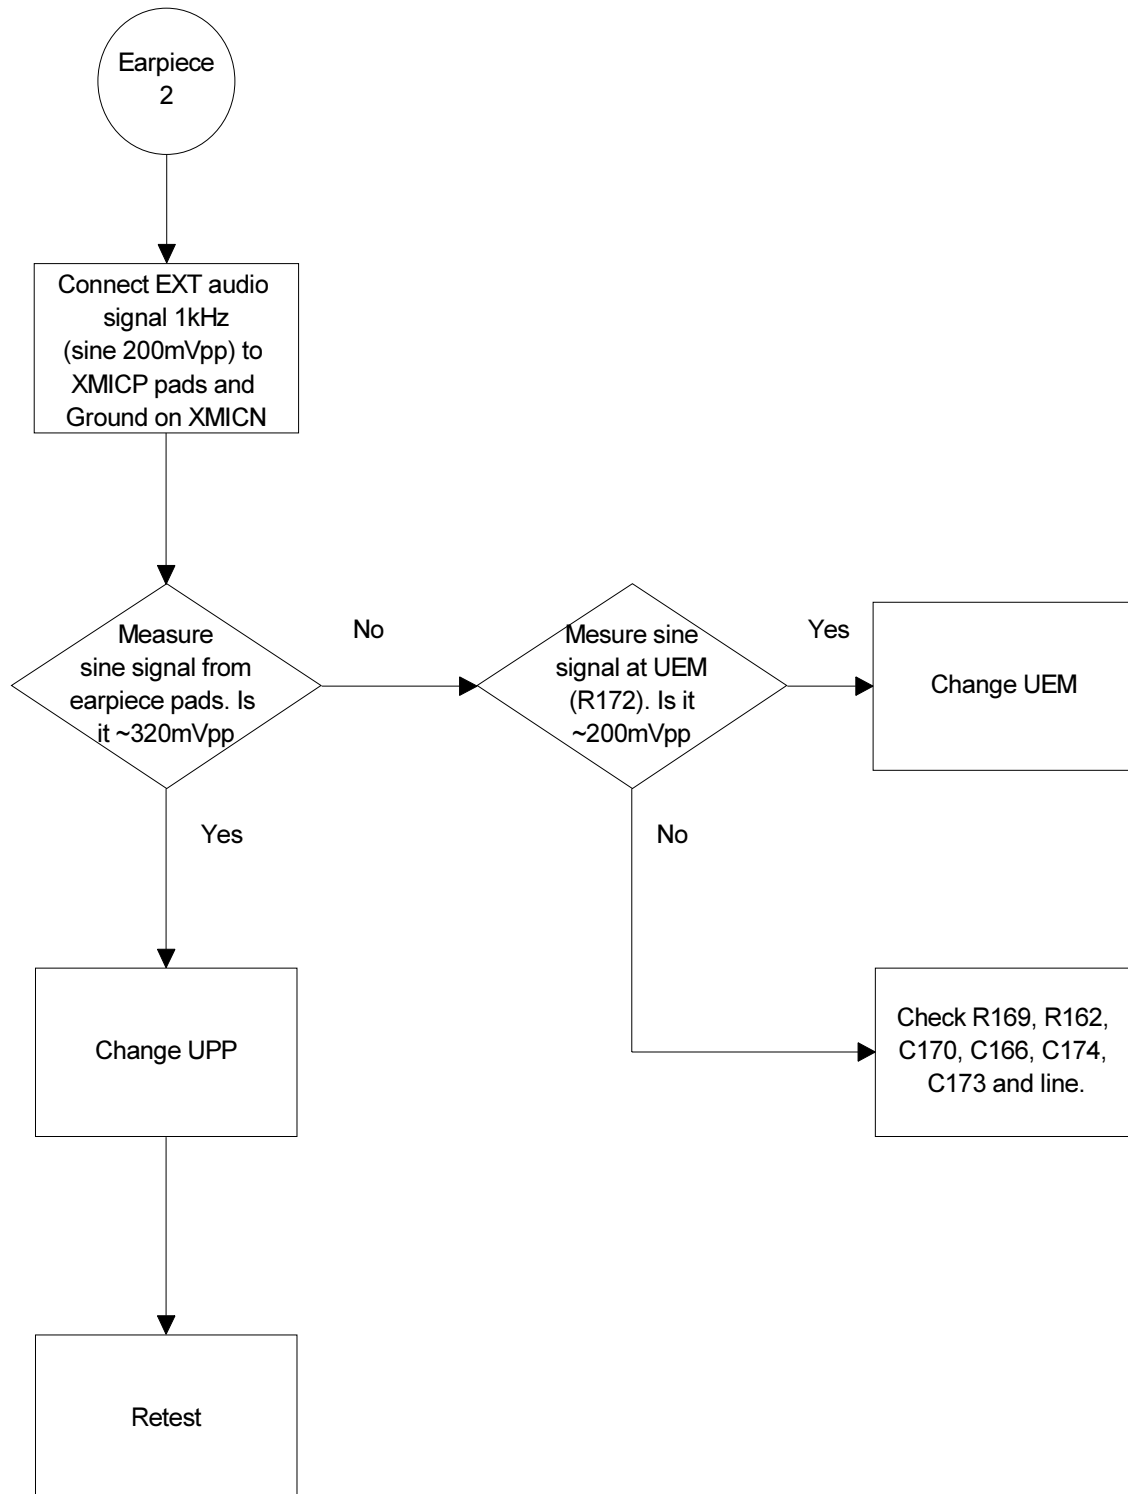 Earpiece
2
Connect EXT audio
signal 1kHz
(sine 200mVpp) to
XMICP pads and
Ground on XMICN
Measure
sine signal from
earpiece pads. Is
it ~320mVpp
No
Mesure sine
signal at UEM
(R172). Is it
~200mVpp
Yes
Change UEM
Yes
No
Change UPP
Check R169, R162,
C170, C166, C174,
C173 and line.
Retest